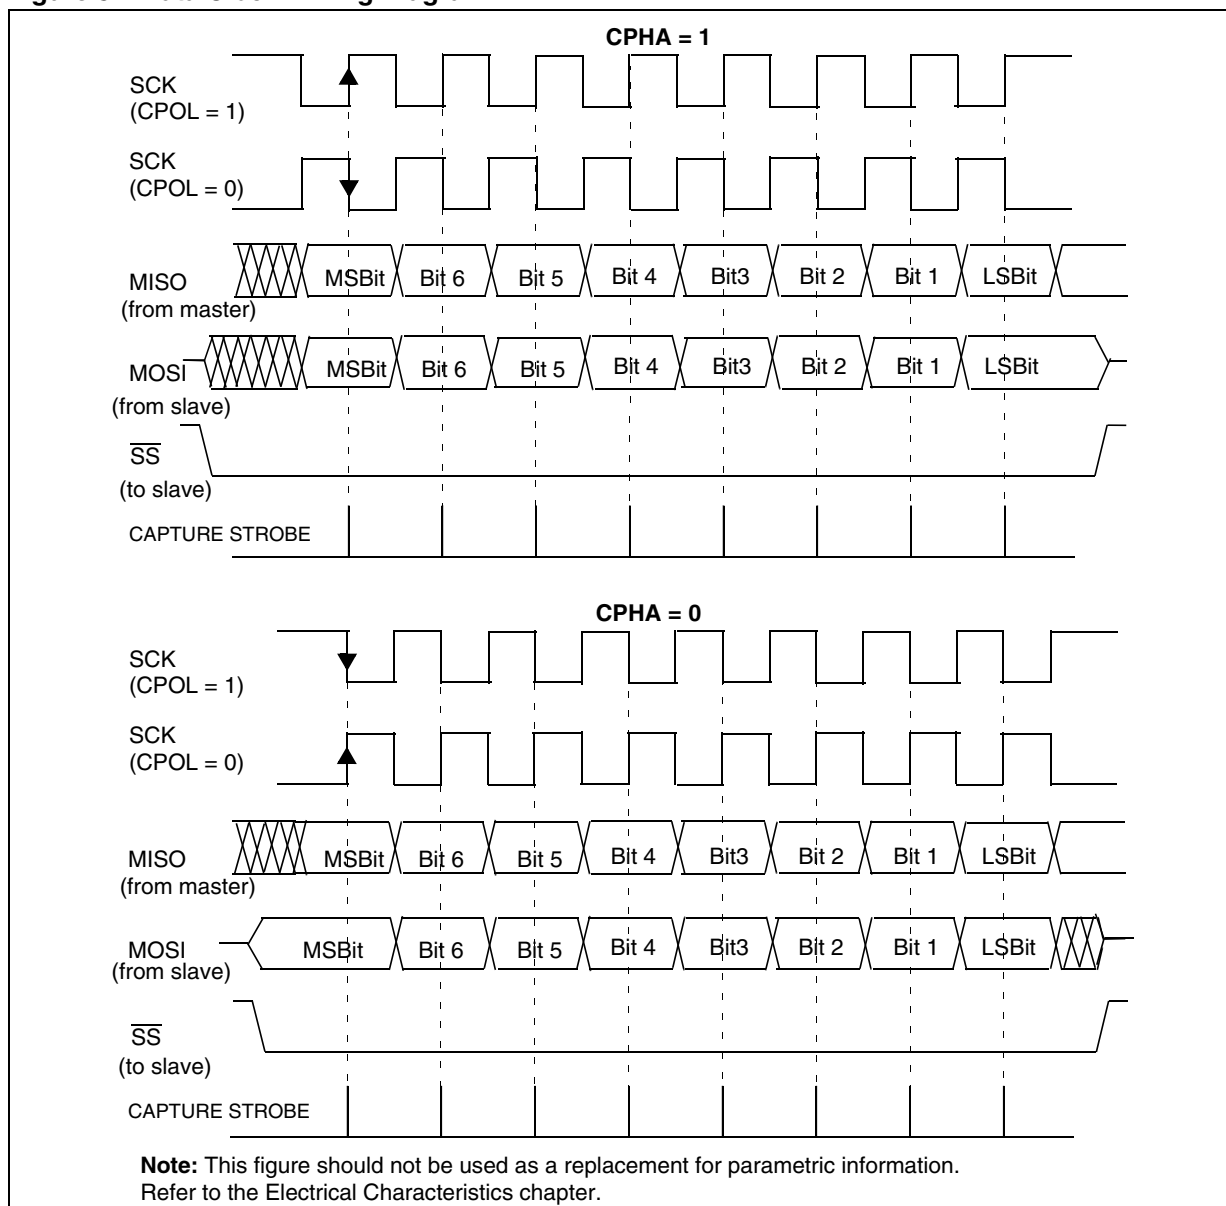 CPHA = 1
SCK
(CPOL = 1)
SCK
(CPOL = 0)
MISO
(from master)
MSBit Bit 6 Bit 5 Bit 4 Bit3 Bit 2 Bit 1 LSBit
MOSI
(from slave)
MSBit Bit 6 Bit 5 Bit 4 Bit3 Bit 2 Bit 1 LSBit
SS
(to slave)
CAPTURE STROBE
CPHA = 0
SCK
(CPOL = 1)
SCK
(CPOL = 0)
MISO
(from master)
MSBit Bit 6 Bit 5 Bit 4 Bit3 Bit 2 Bit 1 LSBit
MOSI
(from slave)
MSBit Bit 6 Bit 5 Bit 4 Bit3 Bit 2 Bit 1 LSBit
SS
(to slave)
CAPTURE STROBE
Note: This figure should not be used as a replacement for parametric information.
Refer to the Electrical Characteristics chapter.